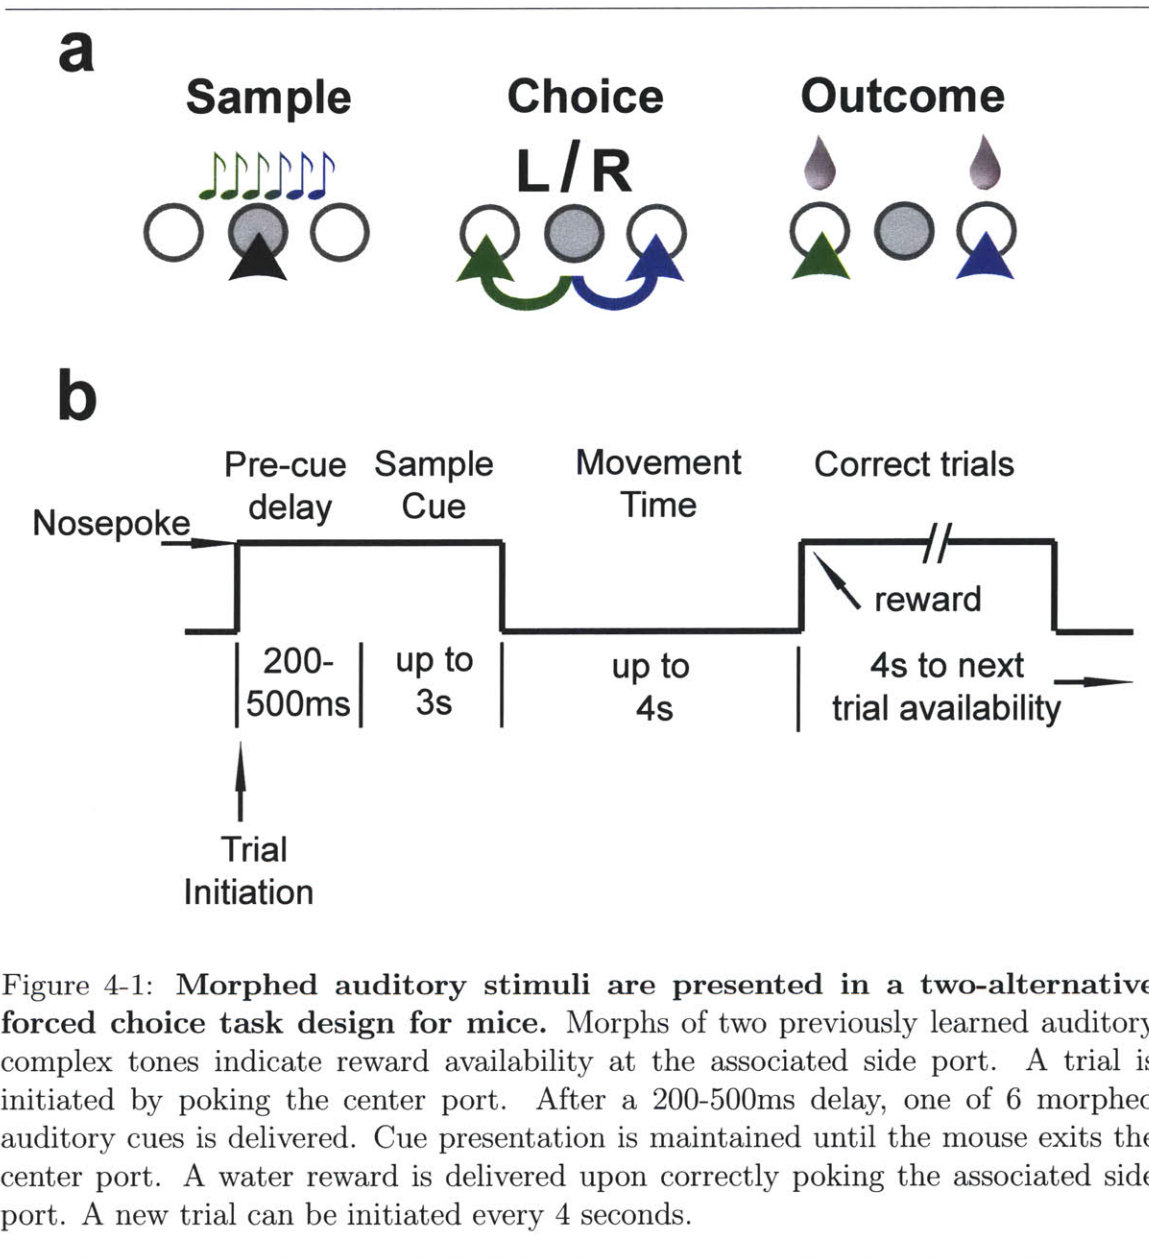 a
Sample Choice Outcome
L/R
b
Pre-cue Sample Movement Correct trials
delay Cue Time
Nosepoke
reward
200- up to up to 4s to next
500ms 3s 4s trial availability
Trial
Initiation
Figure 4-1: Morphed auditory stimuli are presented in a two-alternative
forced choice task design for mice. Morphs of two previously learned auditory
complex tones indicate reward availability at the associated side port. A trial is
initiated by poking the center port. After a 200-500ms delay, one of 6 morphed
auditory cues is delivered. Cue presentation is maintained until the mouse exits the
center port. A water reward is delivered upon correctly poking the associated side
port. A new trial can be initiated every 4 seconds.